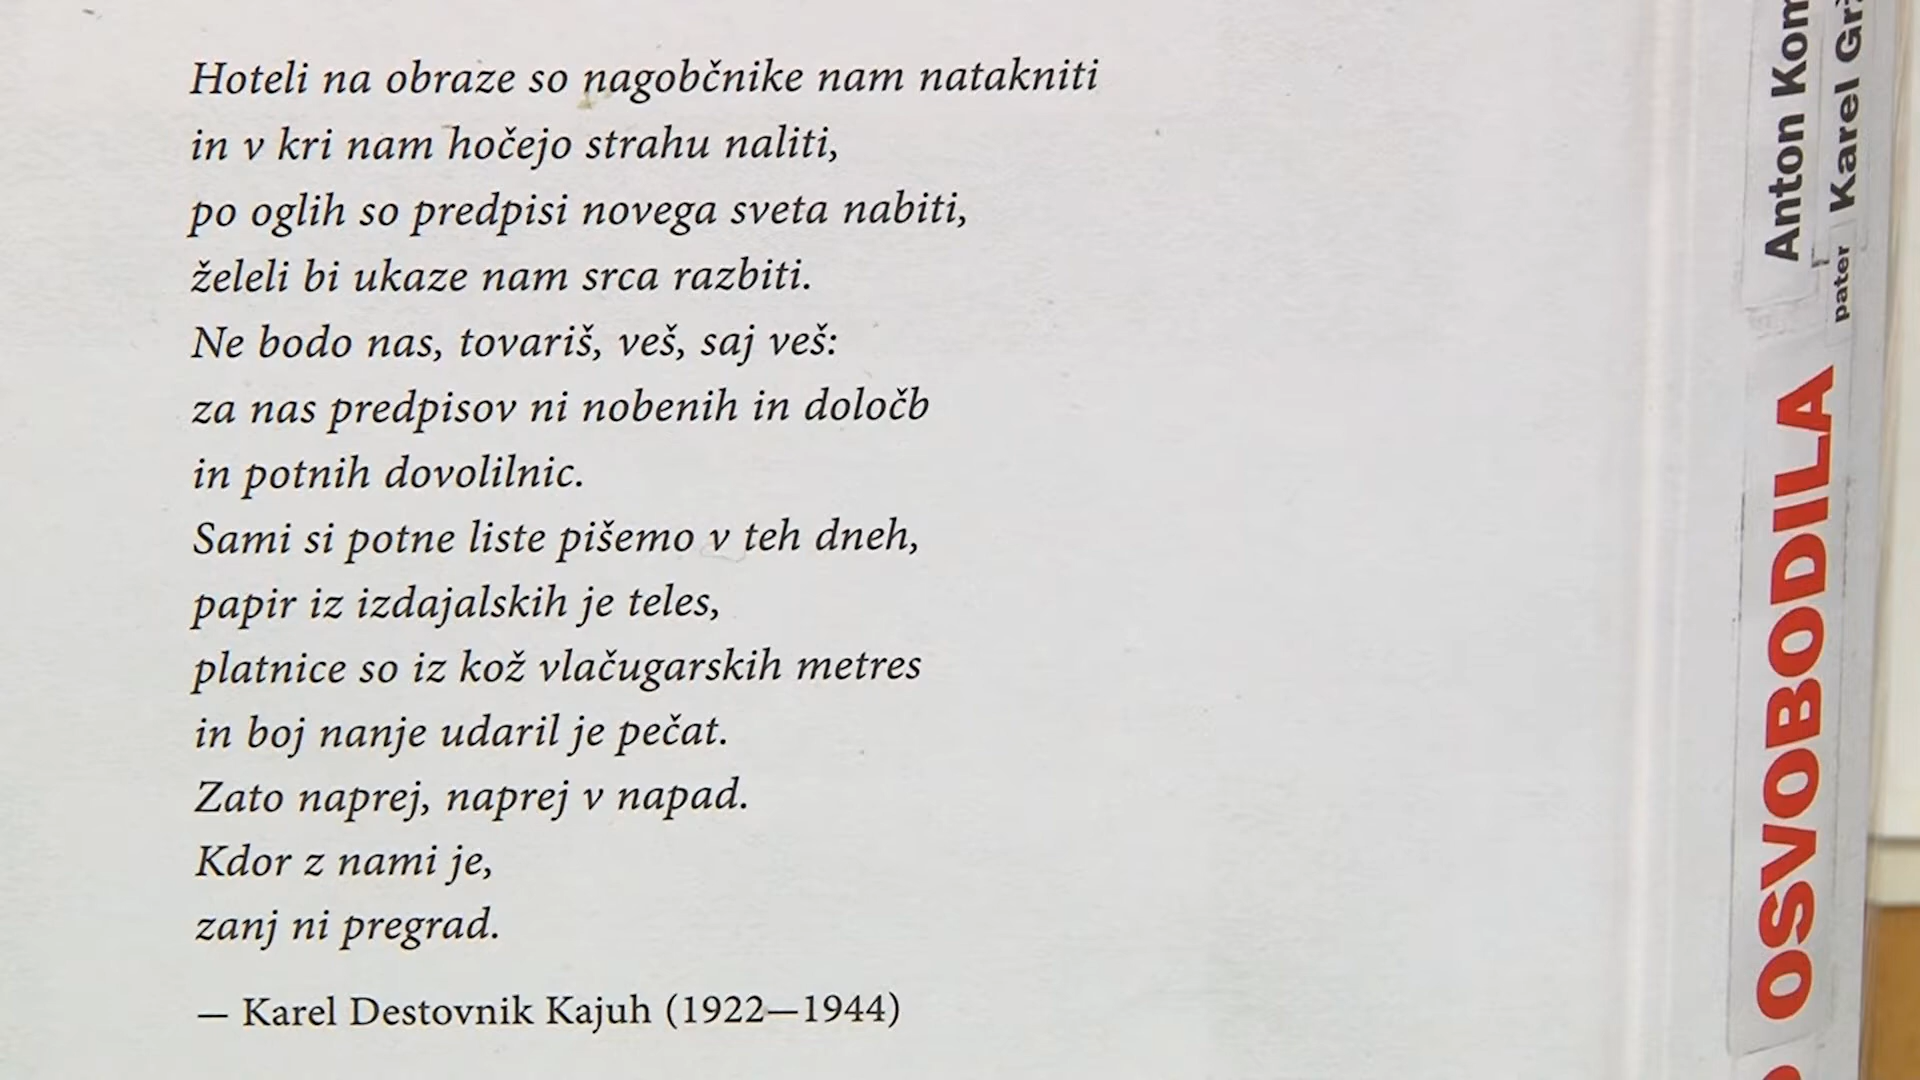 Hoteli na obraze so nagobčnike nam natakniti
in v kri nam hočejo strahu naliti,
po oglih so predpisi novega sveta nabiti,
želeli bi ukaze nam srca razbiti.
Ne bodo nas, tovariš, veš, saj veš:
za nas predpisov ni nobenih in določb
in potnih dovolilnic.
Sami si potne liste pišemo v teh dneh,
papir iz izdajalskih je teles,
platnice so iz kož vlačugarskih metres
in boj nanje udaril je pečat.
Zato naprej, naprej v napad.
Kdor z nami je,
zanj ni pregrad.
— Karel Destovnik Kajuh (1922—1944)
Anton
pater Karel
OSVOBODILA